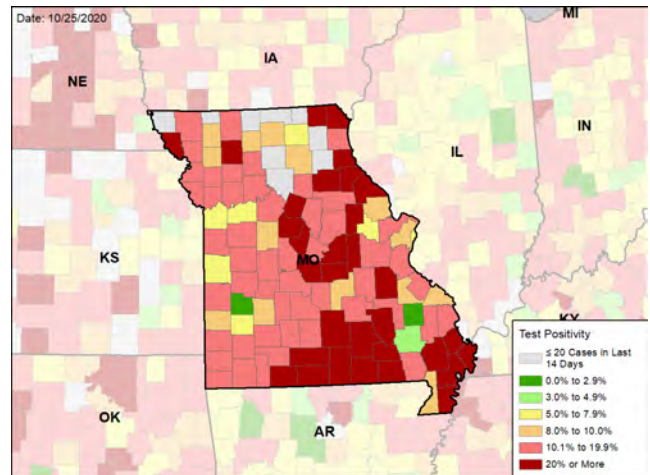 Date: 10/25/2020
MI
IA
NE
IL
IN
KS
MO
KY
OK
AR
Test Positivity
≤ 20 Cases in Last
14 Days
0.0% to 2.9%
3.0% to 4.9%
5.0% to 7.9%
8.0% to 10.0%
10.1% to 19.9%
20% or More